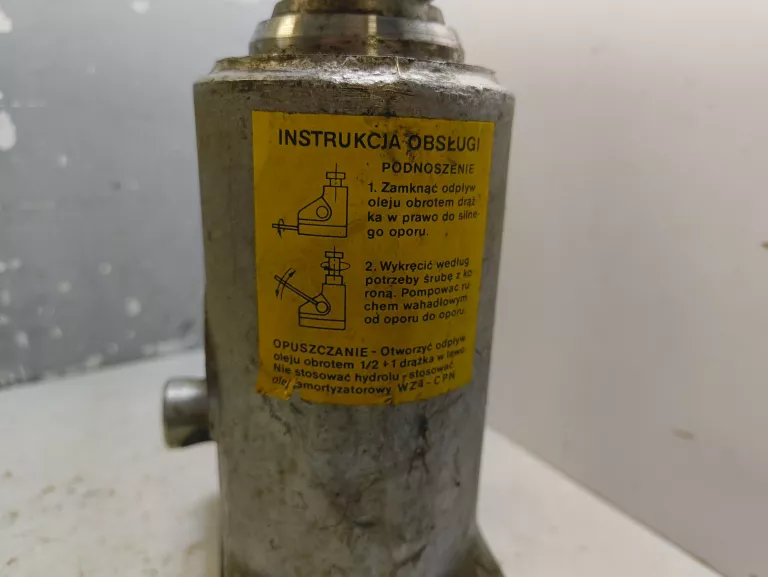 INSTRUKCJA OBSŁUGI
PODNOSZENIE
1. Zamknąć odpływ
oleju obrotem drąż
ka w prawo do silne-
go oporu.
2. Wykręcić według
potrzeby śrubę z ko
roną. Pompować ru
chem wahadłowym
od oporu do oporu.
OPUSZCZANIE - Otworzyć odpływ
oleju obrotem 1/2 ÷ 1 drążka w lewo.
Nie stosować hydrolu - stosować
olej amortyzatorowy WZ4 - CPN